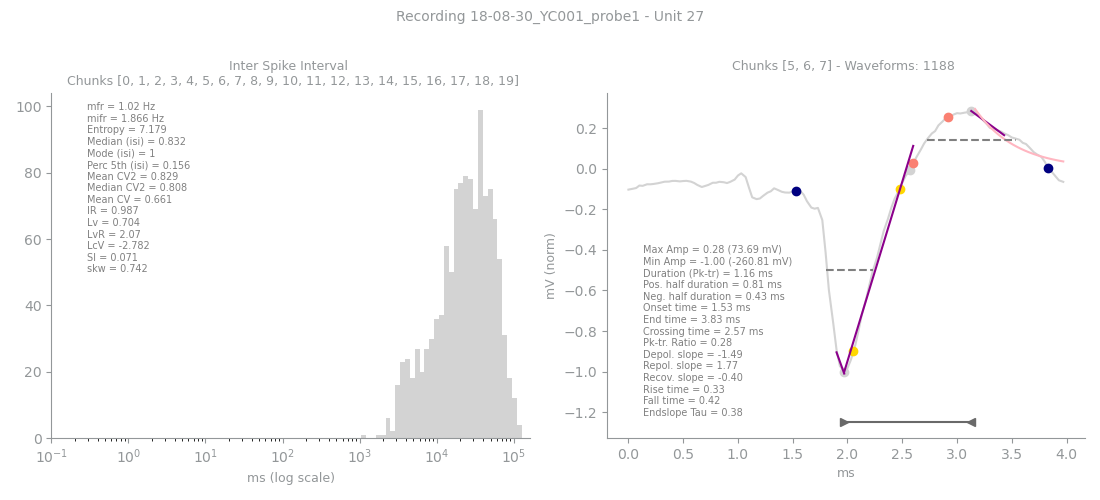 Recording 18-08-30_YC001_probe1 - Unit 27
Inter Spike Interval
Chunks [0, 1, 2, 3, 4, 5, 6, 7, 8, 9, 10, 11, 12, 13, 14, 15, 16, 17, 18, 19]
100
80
60
40
20
0
mfr = 1.02 Hz
mifr = 1.866 Hz
Entropy = 7.179
Median (isi) = 0.832
Mode (isi) = 1
Perc 5th (isi) = 0.156
Mean CV2 = 0.829
Median CV2 = 0.808
Mean CV = 0.661
IR = 0.987
Lv = 0.704
LvR = 2.07
LcV = -2.782
SI = 0.071
skw = 0.742
10⁻¹ 10⁰ 10¹ 10² 10³ 10⁴ 10⁵
ms (log scale)
Chunks [5, 6, 7] - Waveforms: 1188
mV (norm)
0.2
0.0
−0.2
−0.4
−0.6
−0.8
−1.0
−1.2
Max Amp = 0.28 (73.69 mV)
Min Amp = -1.00 (-260.81 mV)
Duration (Pk-tr) = 1.16 ms
Pos. half duration = 0.81 ms
Neg. half duration = 0.43 ms
Onset time = 1.53 ms
End time = 3.83 ms
Crossing time = 2.57 ms
Pk-tr. Ratio = 0.28
Depol. slope = -1.49
Repol. slope = 1.77
Recov. slope = -0.40
Rise time = 0.33
Fall time = 0.42
Endslope Tau = 0.38
0.0 0.5 1.0 1.5 2.0 2.5 3.0 3.5 4.0
ms